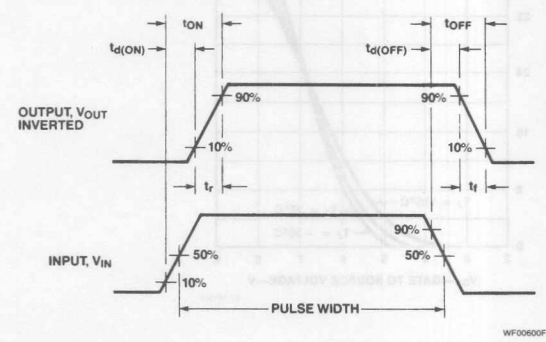 tON
tOFF
td(ON)
td(OFF)
OUTPUT, VOUT
INVERTED
90%
90%
10%
10%
tr
tf
INPUT, VIN
90%
50%
50%
10%
PULSE WIDTH
WF00600F